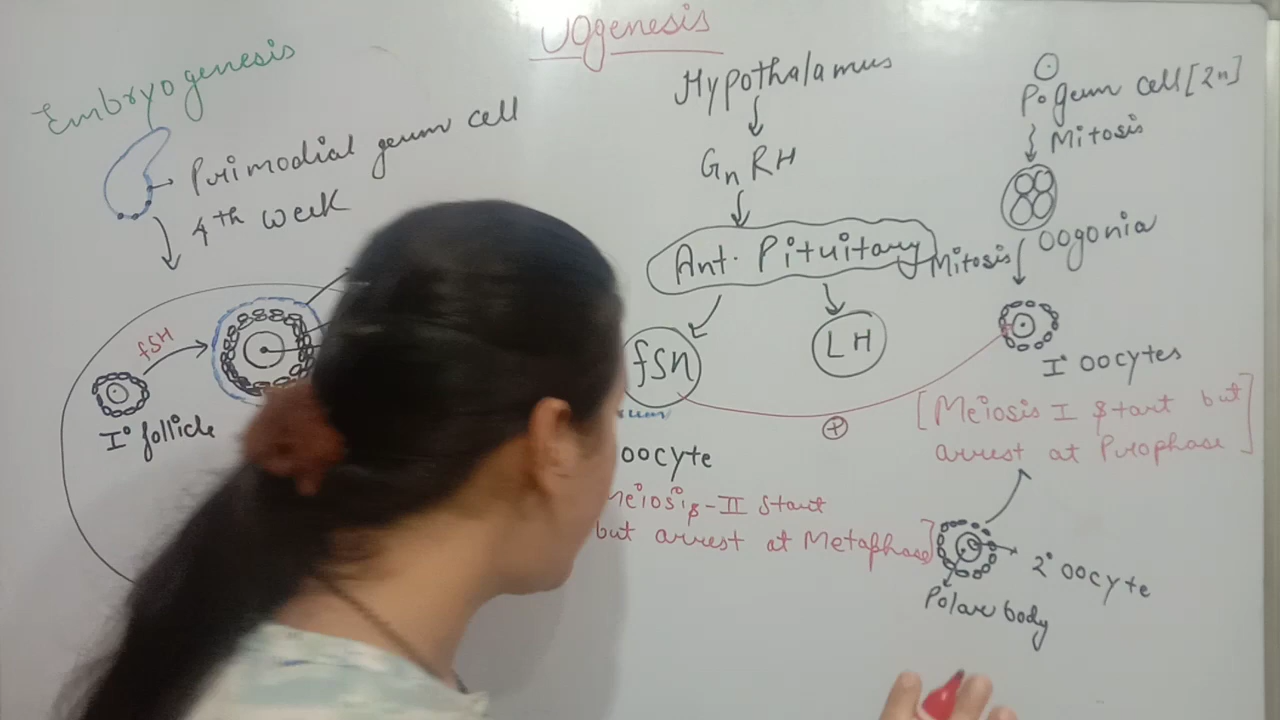 Oogenesis
Embryogenesis
Primodial germ cell
4th week
fSH
I° follicle
Hypothalamus
GnRH
Ant. Pituitary
fSH
LH
oocyte
Meiosis-II start
but arrest at Metaphase]
P. germ cell [2n]
Mitosis
Oogonia
Mitosis
I° oocytes
[Meiosis I start but
arrest at Prophase]
2° oocyte
Polar body